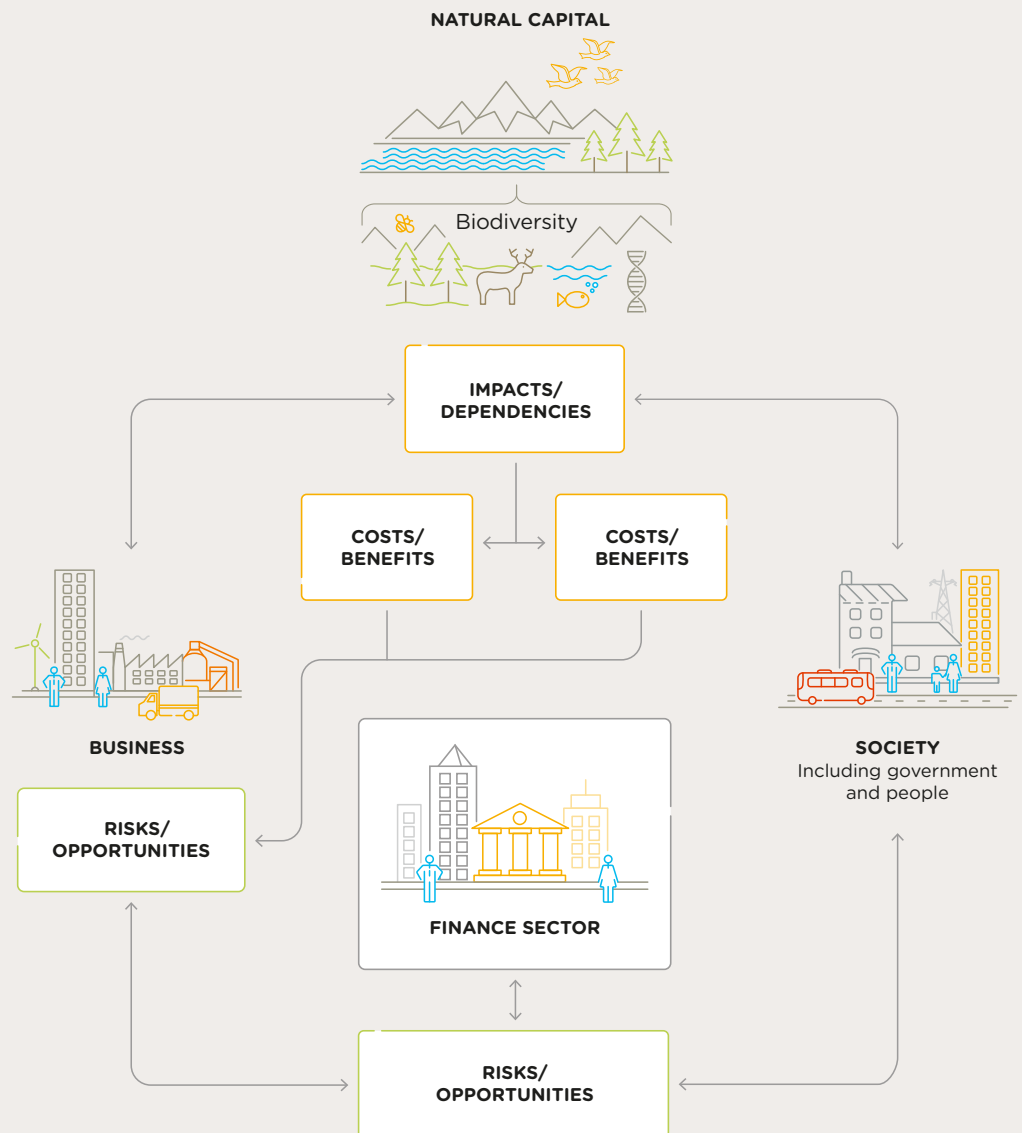 NATURAL CAPITAL
Biodiversity
IMPACTS/
DEPENDENCIES
COSTS/
BENEFITS
COSTS/
BENEFITS
BUSINESS
SOCIETY
Including government
and people
RISKS/
OPPORTUNITIES
FINANCE SECTOR
RISKS/
OPPORTUNITIES